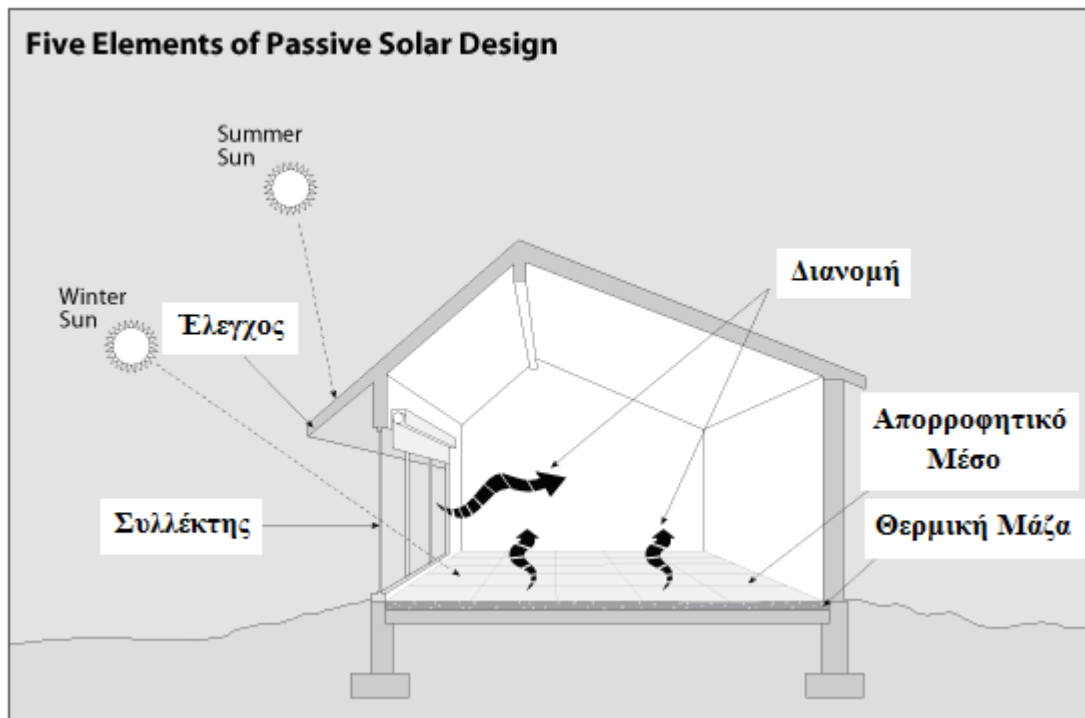 Five Elements of Passive Solar Design
Summer
Sun
Winter
Sun
Έλεγχος
Διανομή
Απορροφητικό
Μέσο
Συλλέκτης
Θερμική Μάζα